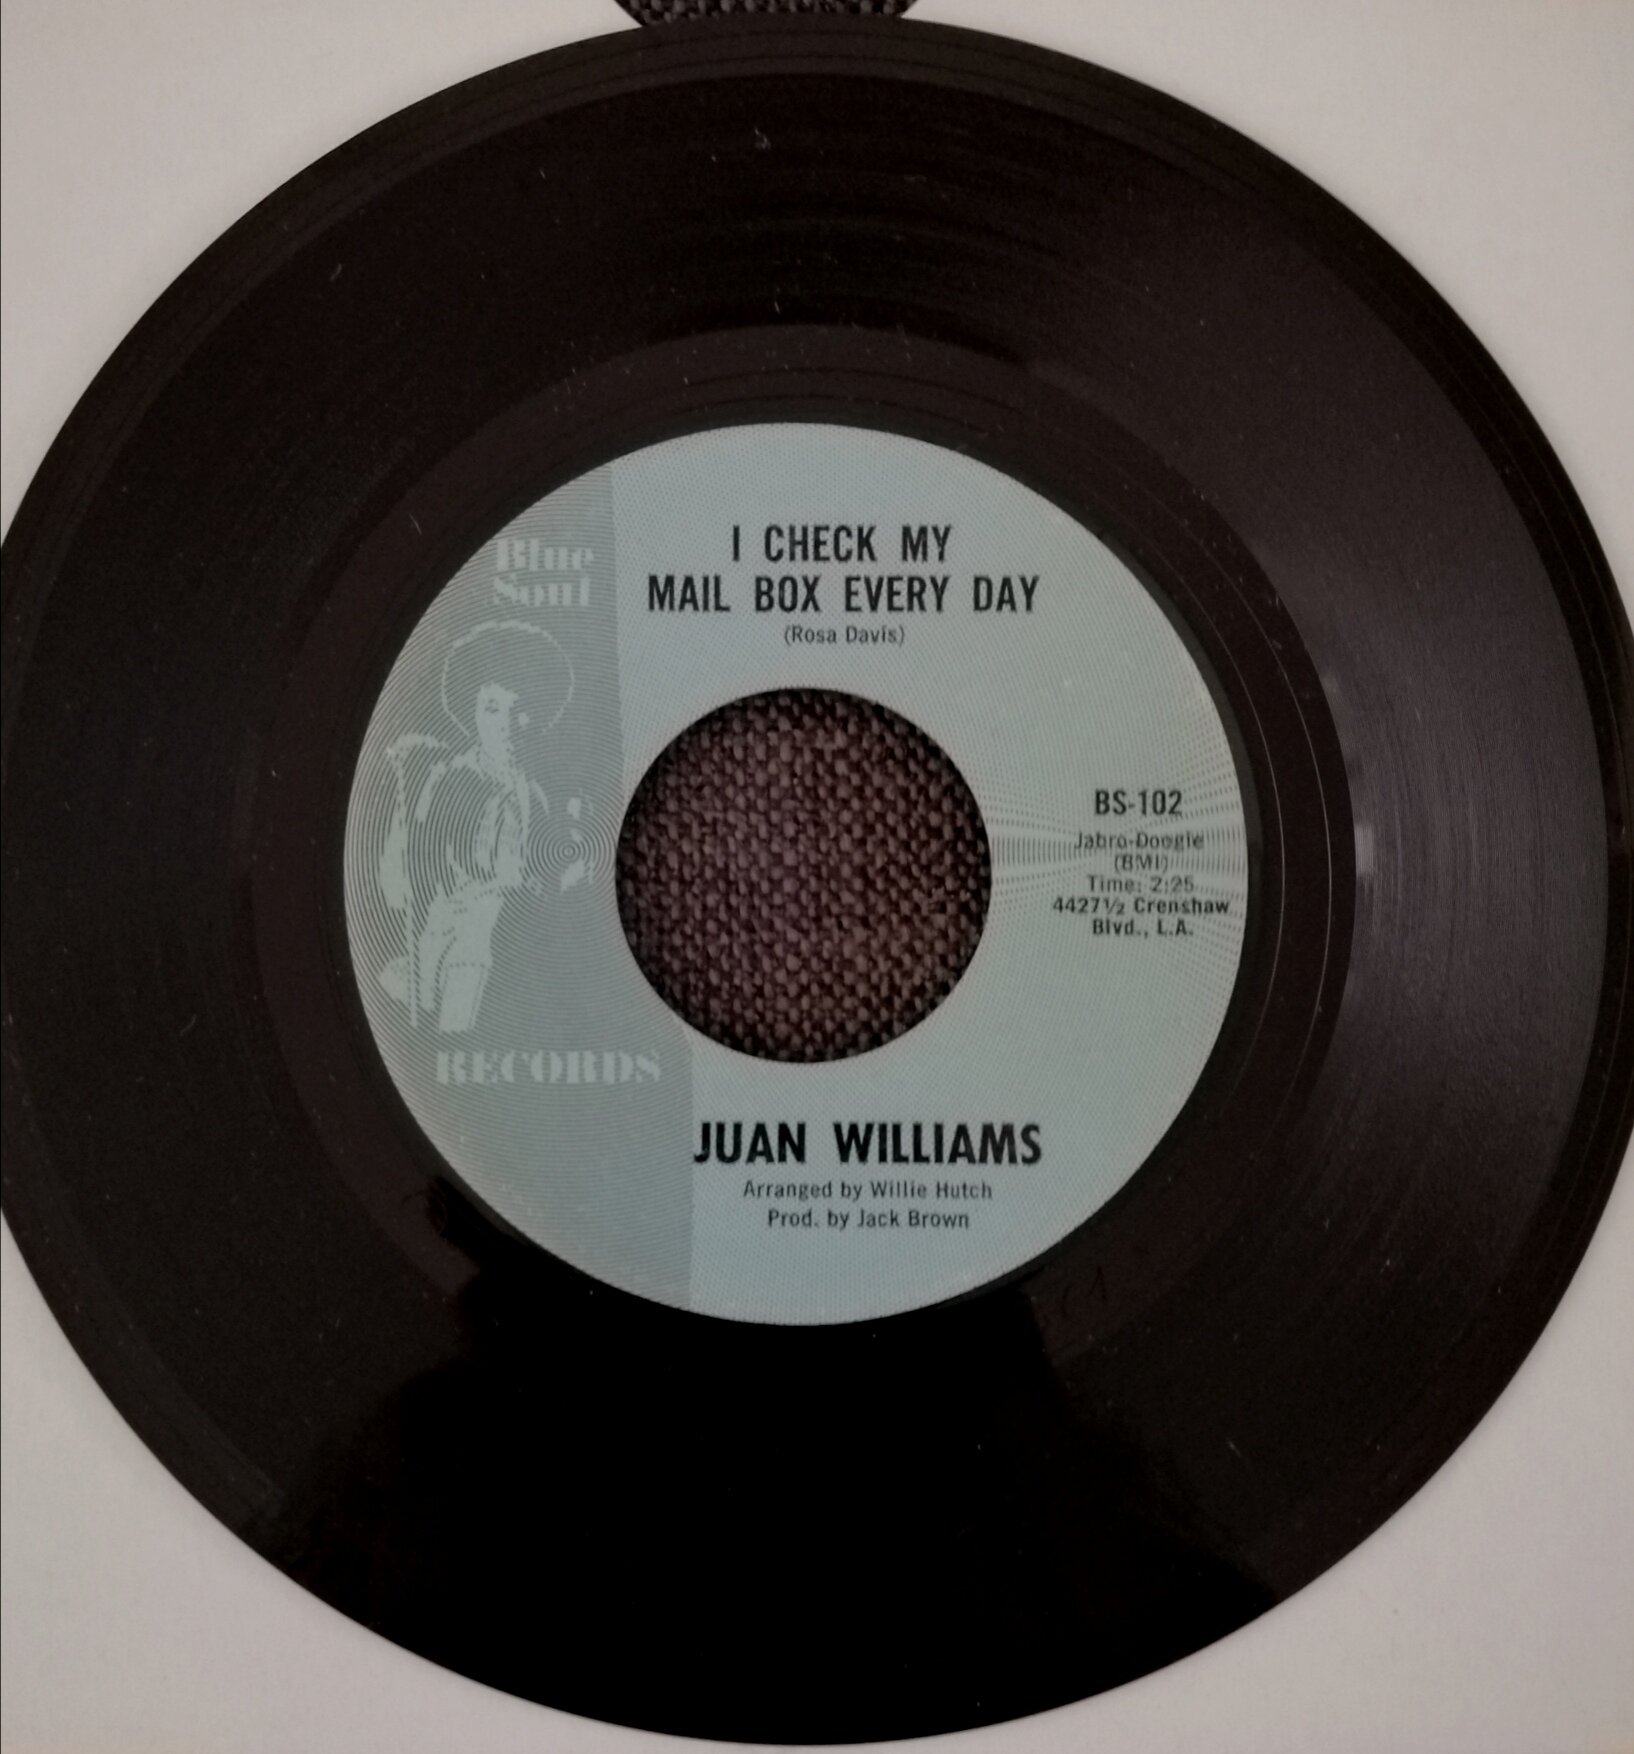 Blue
Soul
RECORDS
I CHECK MY
MAIL BOX EVERY DAY
(Rosa Davis)
BS-102
Jabro-Doogie
(BMI)
Time: 2:25
4427½ Crenshaw
Blvd., L.A.
JUAN WILLIAMS
Arranged by Willie Hutch
Prod. by Jack Brown